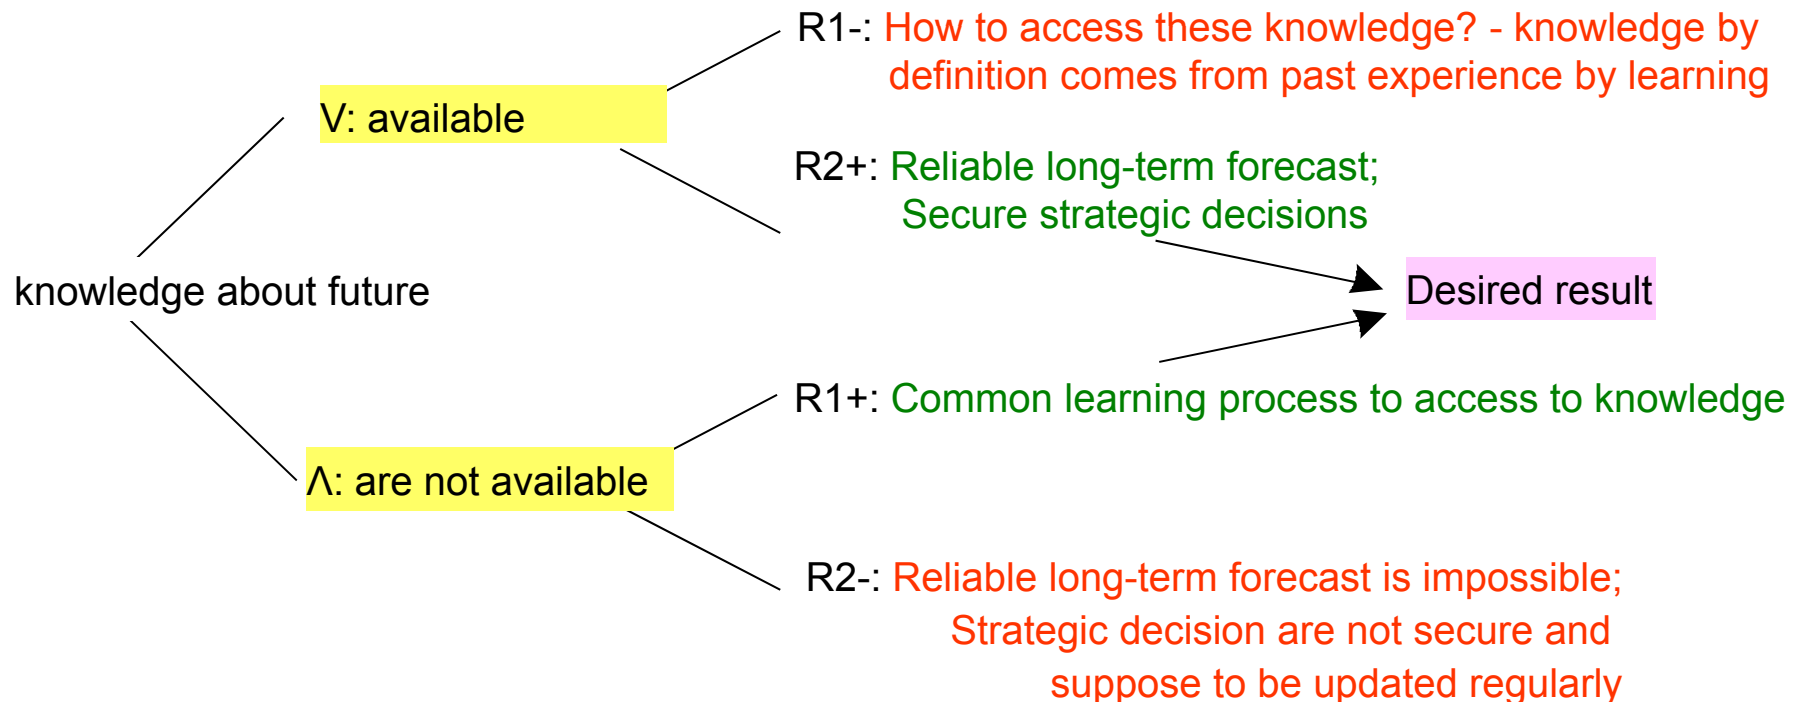 R1-: How to access these knowledge? - knowledge by
definition comes from past experience by learning
V: available
R2+: Reliable long-term forecast;
Secure strategic decisions
knowledge about future
Desired result
R1+: Common learning process to access to knowledge
Λ: are not available
R2-: Reliable long-term forecast is impossible;
Strategic decision are not secure and
suppose to be updated regularly